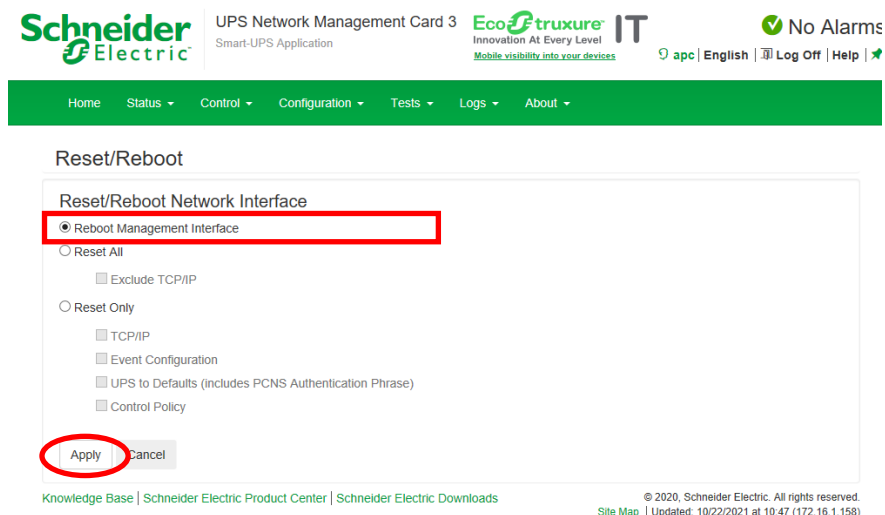 Schneider Electric
UPS Network Management Card 3
Smart-UPS Application
EcoStruxure IT
Innovation At Every Level
Mobile visibility into your devices
No Alarms
apc | English | Log Off | Help |
Home Status Control Configuration Tests Logs About
Reset/Reboot
Reset/Reboot Network Interface
Reboot Management Interface
Reset All
Exclude TCP/IP
Reset Only
TCP/IP
Event Configuration
UPS to Defaults (includes PCNS Authentication Phrase)
Control Policy
Apply Cancel
Knowledge Base | Schneider Electric Product Center | Schneider Electric Downloads
© 2020, Schneider Electric. All rights reserved.
Site Map | Updated: 10/22/2021 at 10:47 (172.16.1.158)